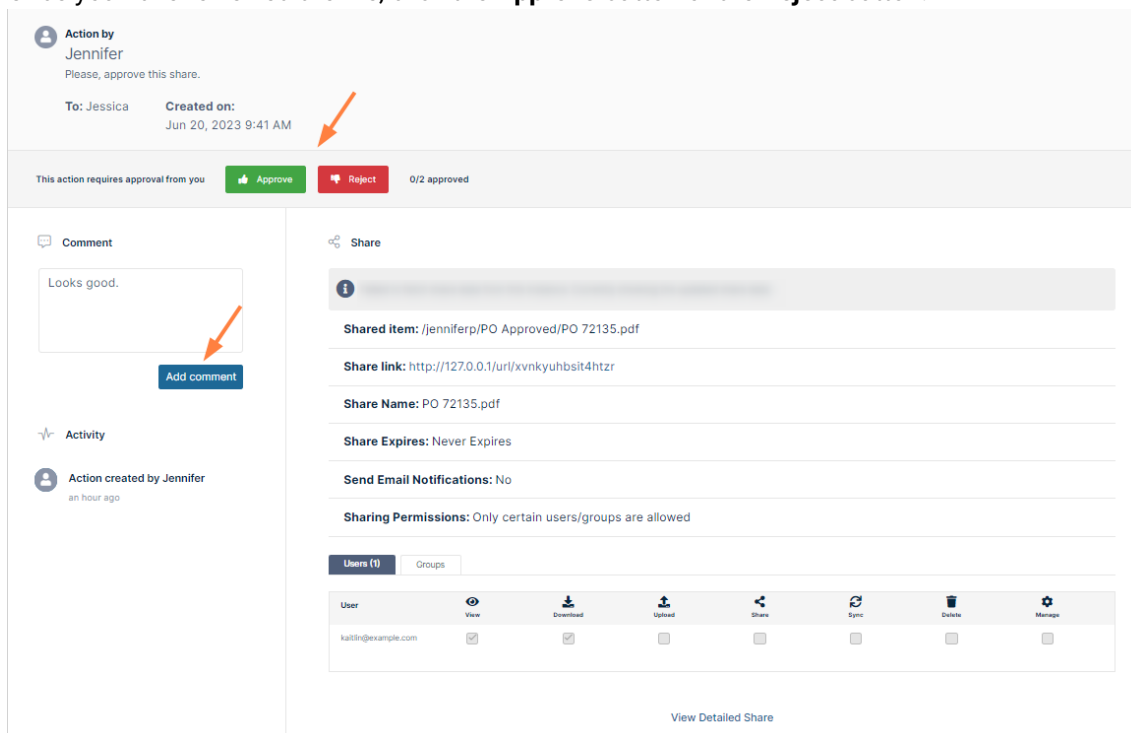 Action by
Jennifer
Please, approve this share.
To: Jessica Created on:
Jun 20, 2023 9:41 AM
This action requires approval from you Approve Reject 0/2 approved
Comment
Looks good.
Add comment
Activity
Action created by Jennifer
an hour ago
Share
Shared item: /jenniferp/PO Approved/PO 72135.pdf
Share link: http://127.0.0.1/url/xvnkyuhbsit4htzr
Share Name: PO 72135.pdf
Share Expires: Never Expires
Send Email Notifications: No
Sharing Permissions: Only certain users/groups are allowed
Users (1) Groups
User View Download Upload Share Sync Delete Manage
kaitlin@example.com
View Detailed Share